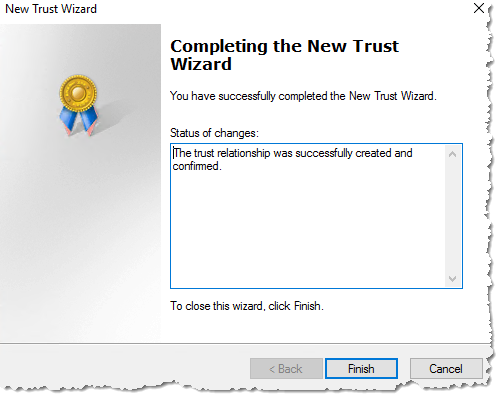 New Trust Wizard
Completing the New Trust
Wizard
You have successfully completed the New Trust Wizard.
Status of changes:
The trust relationship was successfully created and
confirmed.
To close this wizard, click Finish.
< Back
Finish
Cancel